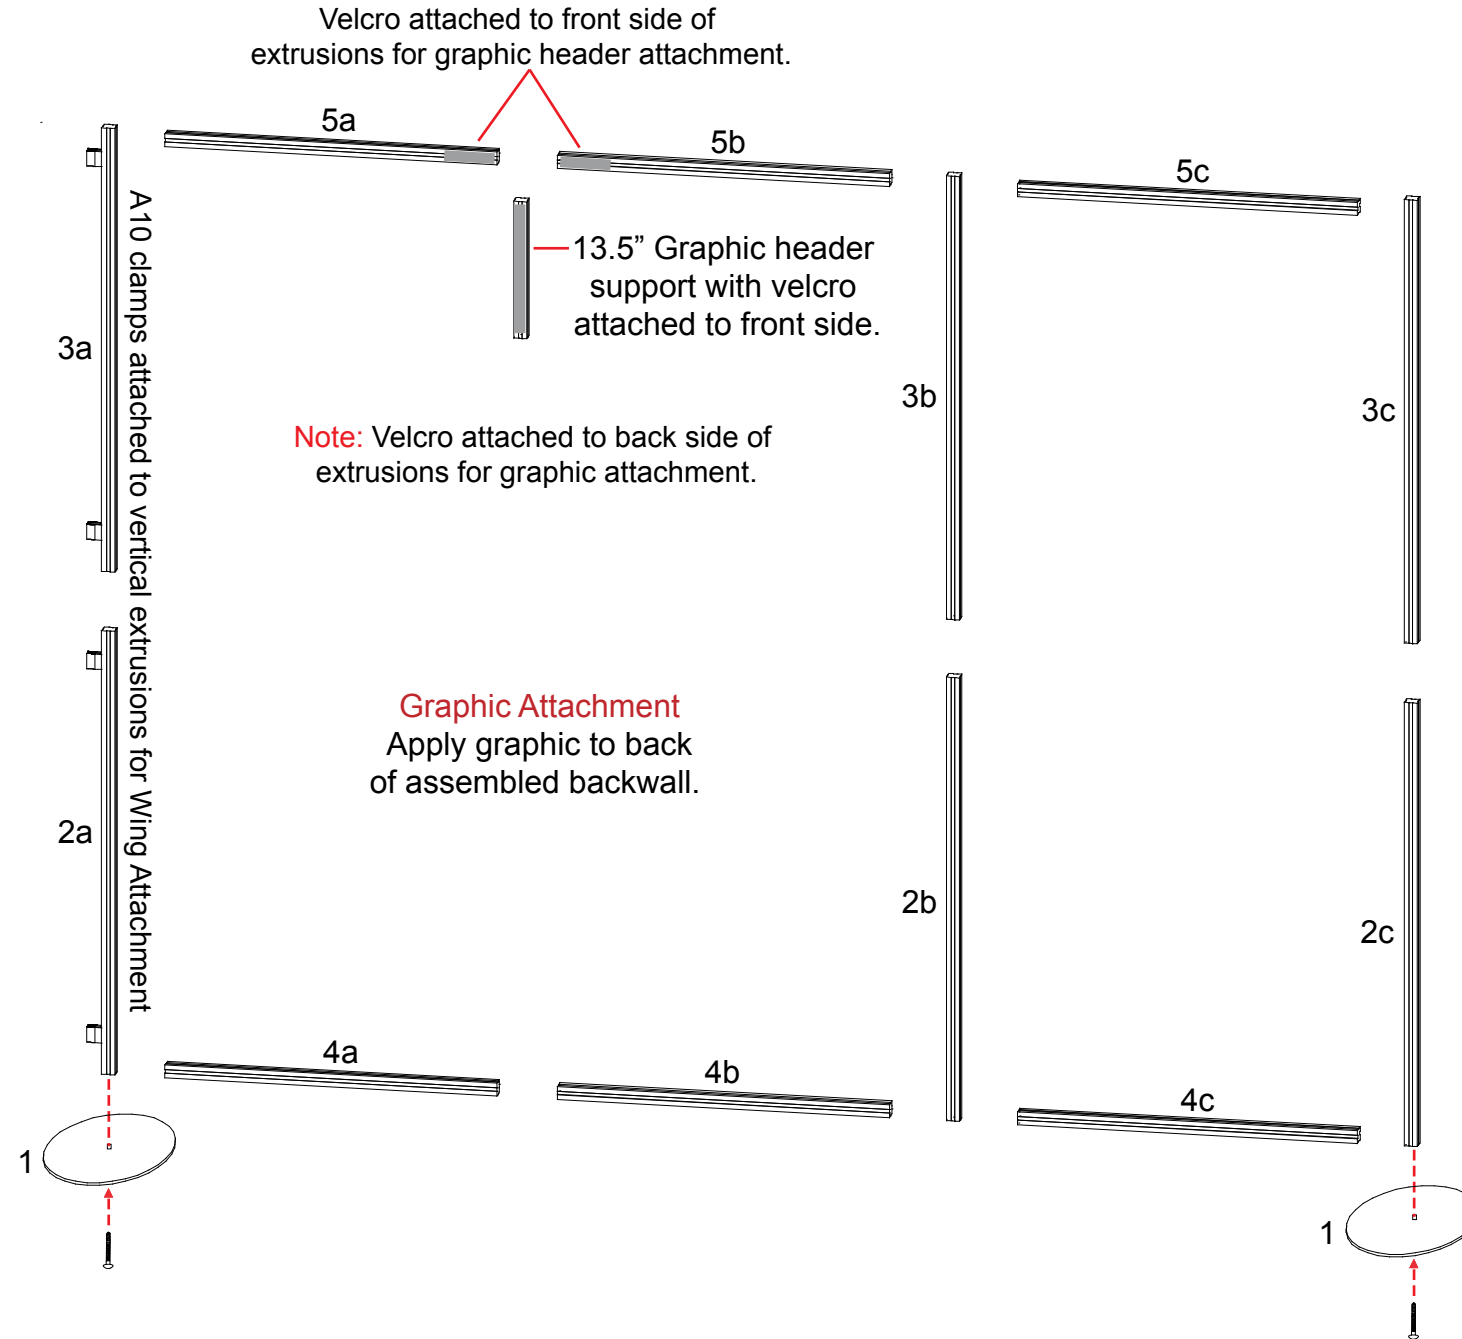 Velcro attached to front side of
extrusions for graphic header attachment.
5a
5b
5c
13.5” Graphic header
support with velcro
attached to front side.
A10 clamps attached to vertical extrusions for Wing Attachment
3a
3b
3c
Note: Velcro attached to back side of
extrusions for graphic attachment.
Graphic Attachment
Apply graphic to back
of assembled backwall.
2a
2b
2c
4a
4b
4c
1
1